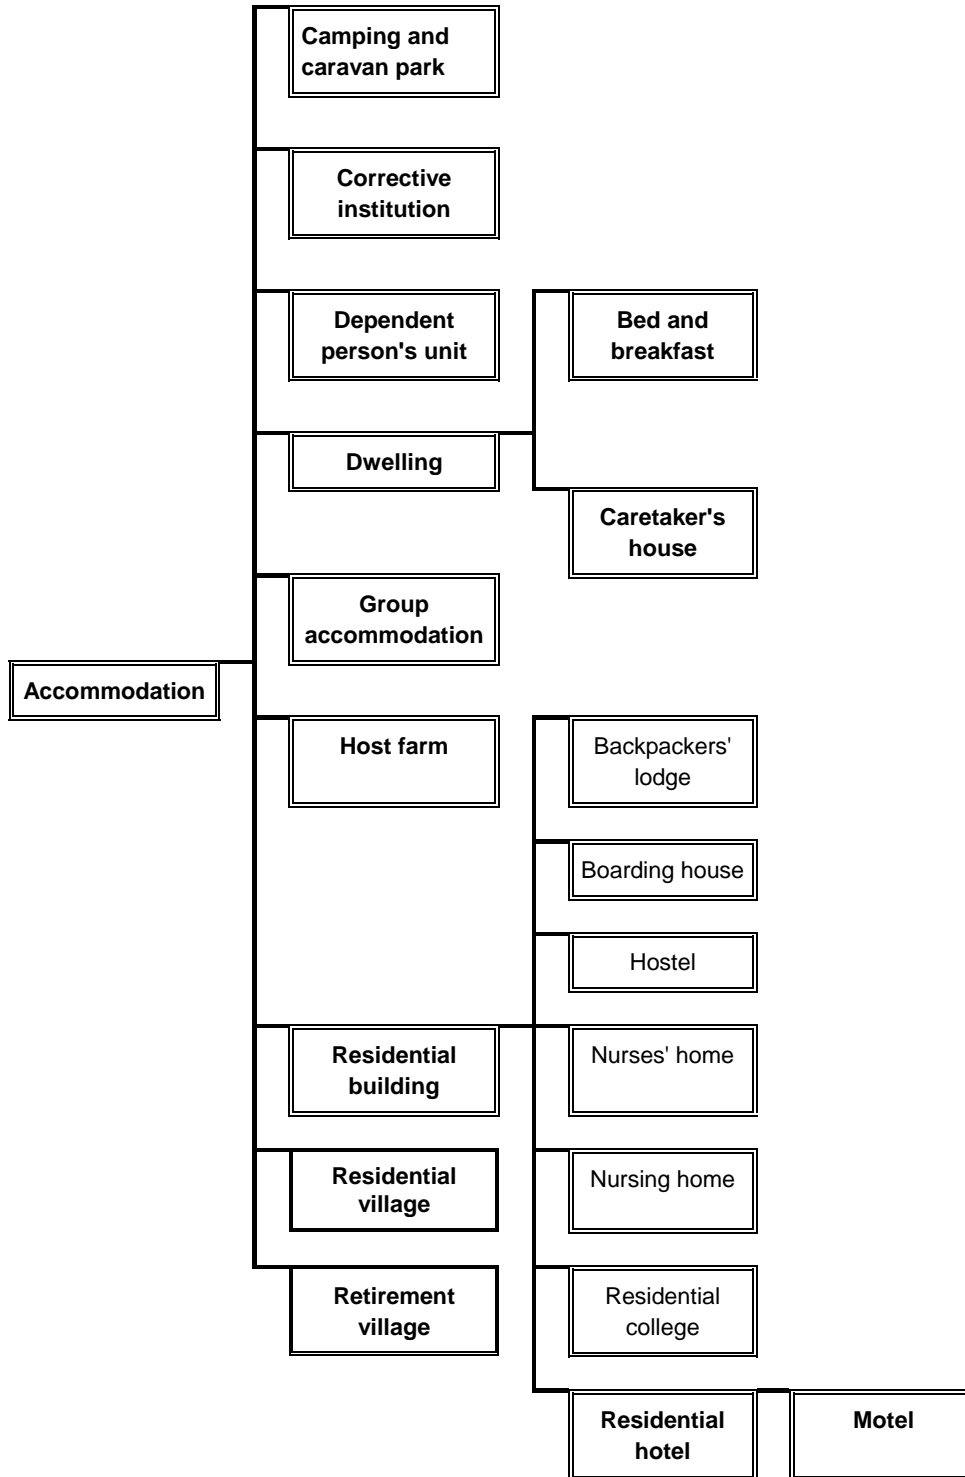 Camping and
caravan park
Corrective
institution
Dependent
person's unit
Bed and
breakfast
Dwelling
Caretaker's
house
Group
accommodation
Accommodation
Host farm
Backpackers'
lodge
Boarding house
Hostel
Residential
building
Nurses' home
Residential
village
Nursing home
Retirement
village
Residential
college
Residential
hotel
Motel